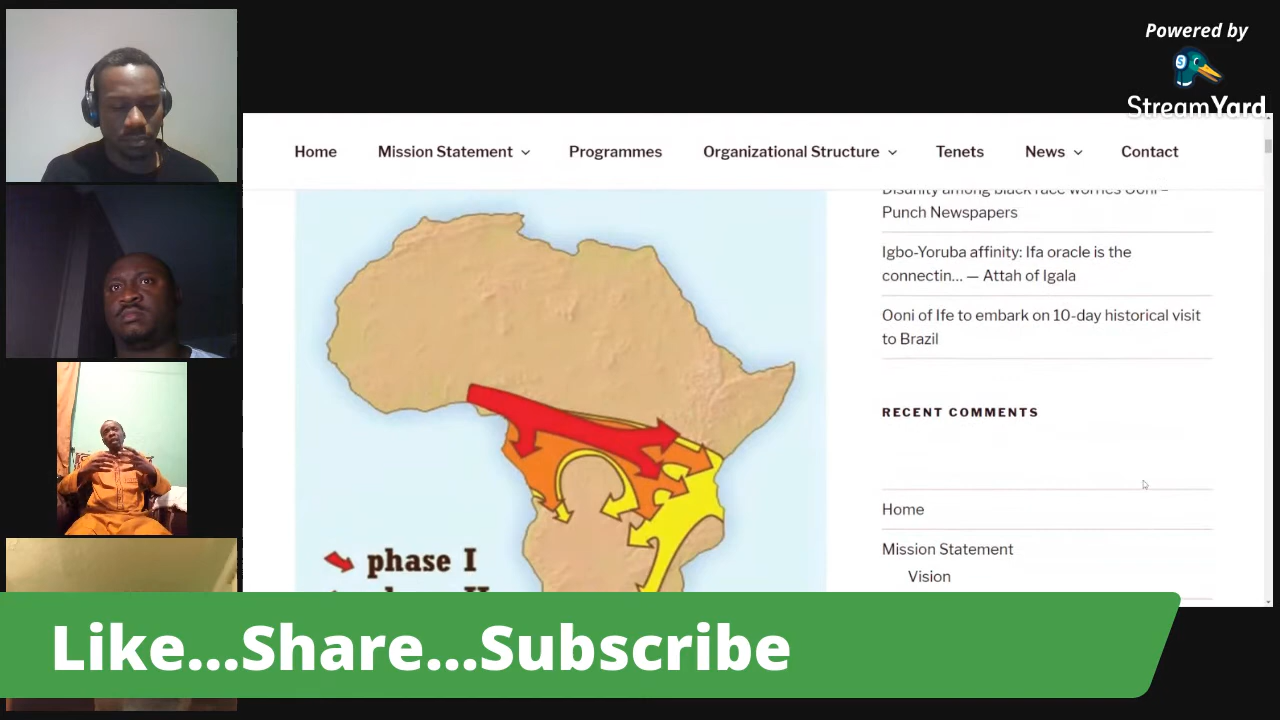 Powered by
StreamYard
Home Mission Statement Programmes Organizational Structure Tenets News Contact
Disunity among black race worries Ooni –
Punch Newspapers
Igbo-Yoruba affinity: Ifa oracle is the
connectin... — Attah of Igala
Ooni of Ife to embark on 10-day historical visit
to Brazil
RECENT COMMENTS
Home
Mission Statement
Vision
phase I
Like...Share...Subscribe